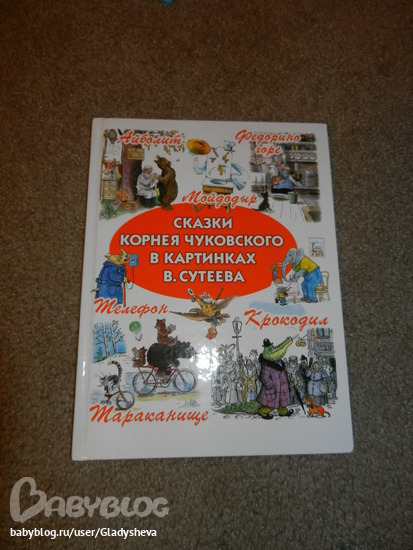 Айболит
Федорино
горе
Мойдодыр
СКАЗКИ
КОРНЕЯ ЧУКОВСКОГО
В КАРТИНКАХ
В. СУТЕЕВА
Телефон
Крокодил
Тараканище
BABYBLOG
babyblog.ru/user/Gladysheva